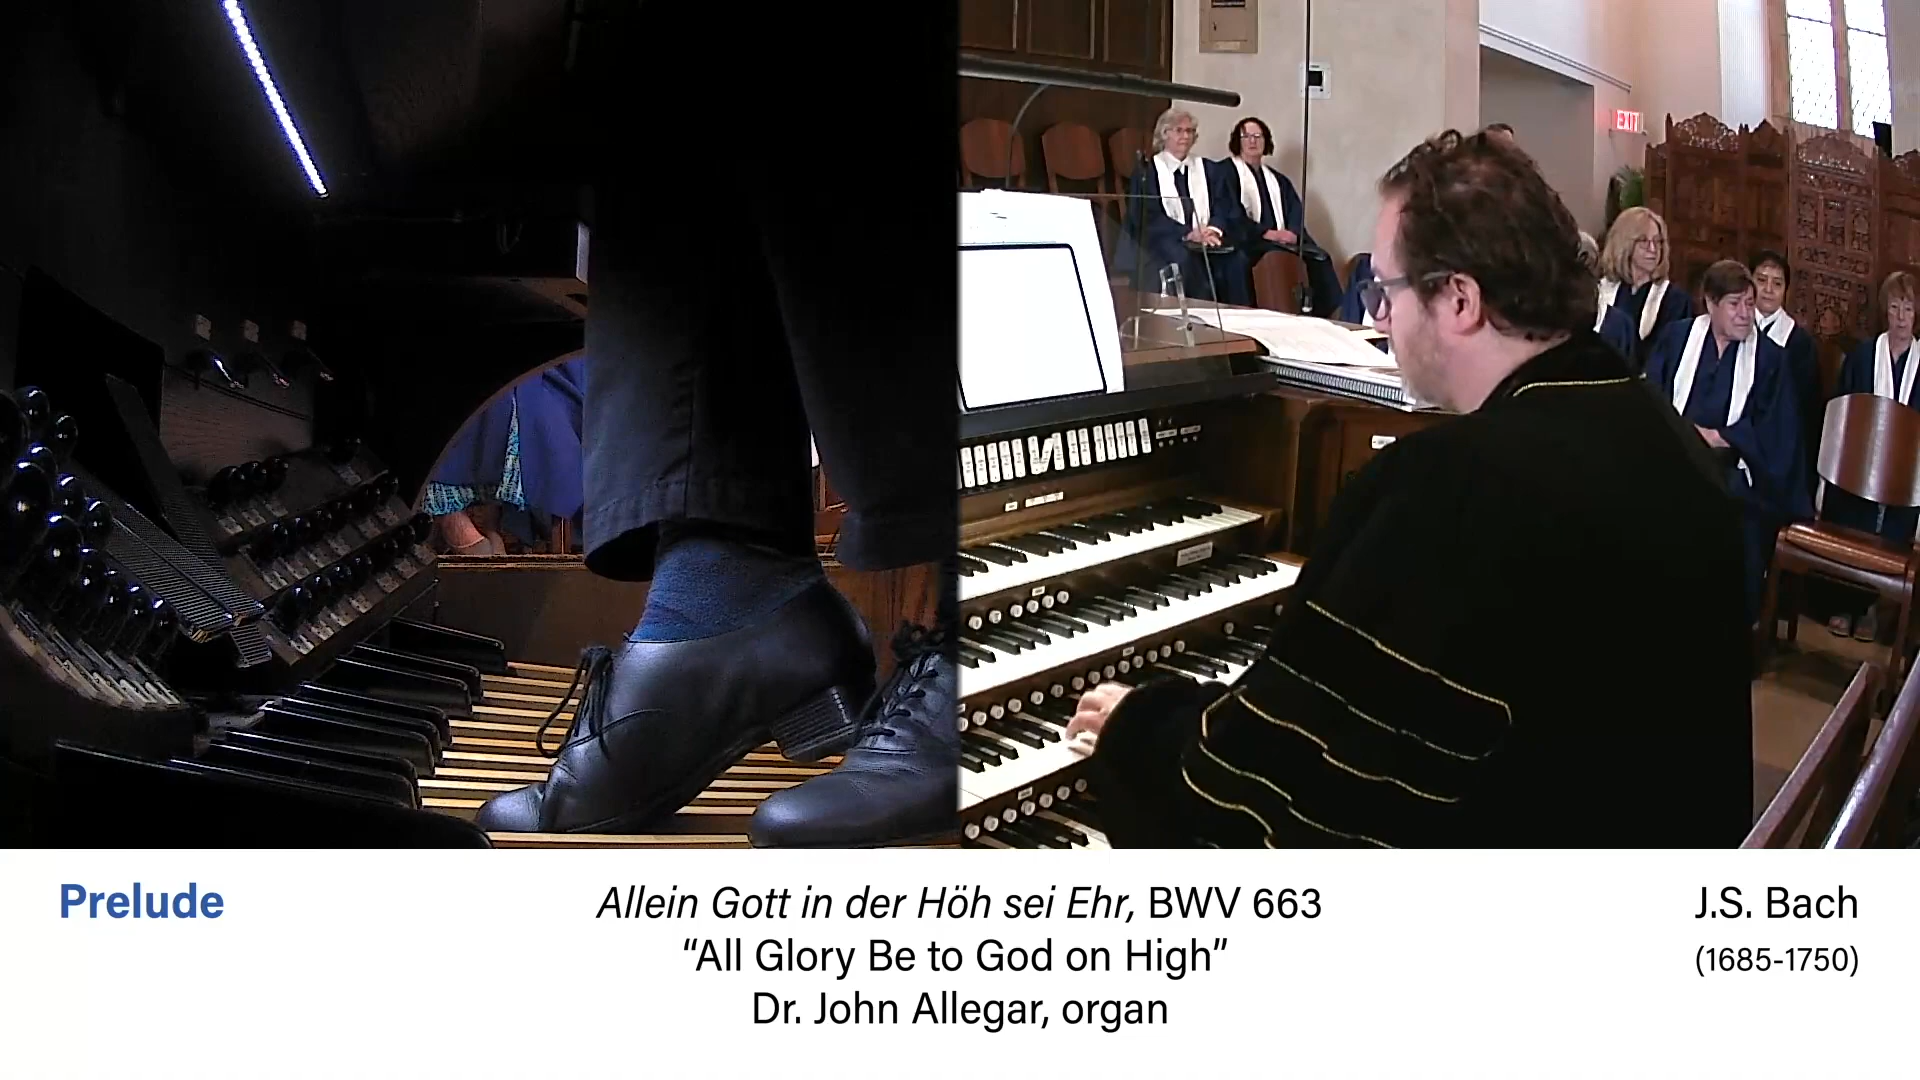 EXIT
Prelude
Allein Gott in der Höh sei Ehr, BWV 663
“All Glory Be to God on High”
Dr. John Allegar, organ
J.S. Bach
(1685-1750)